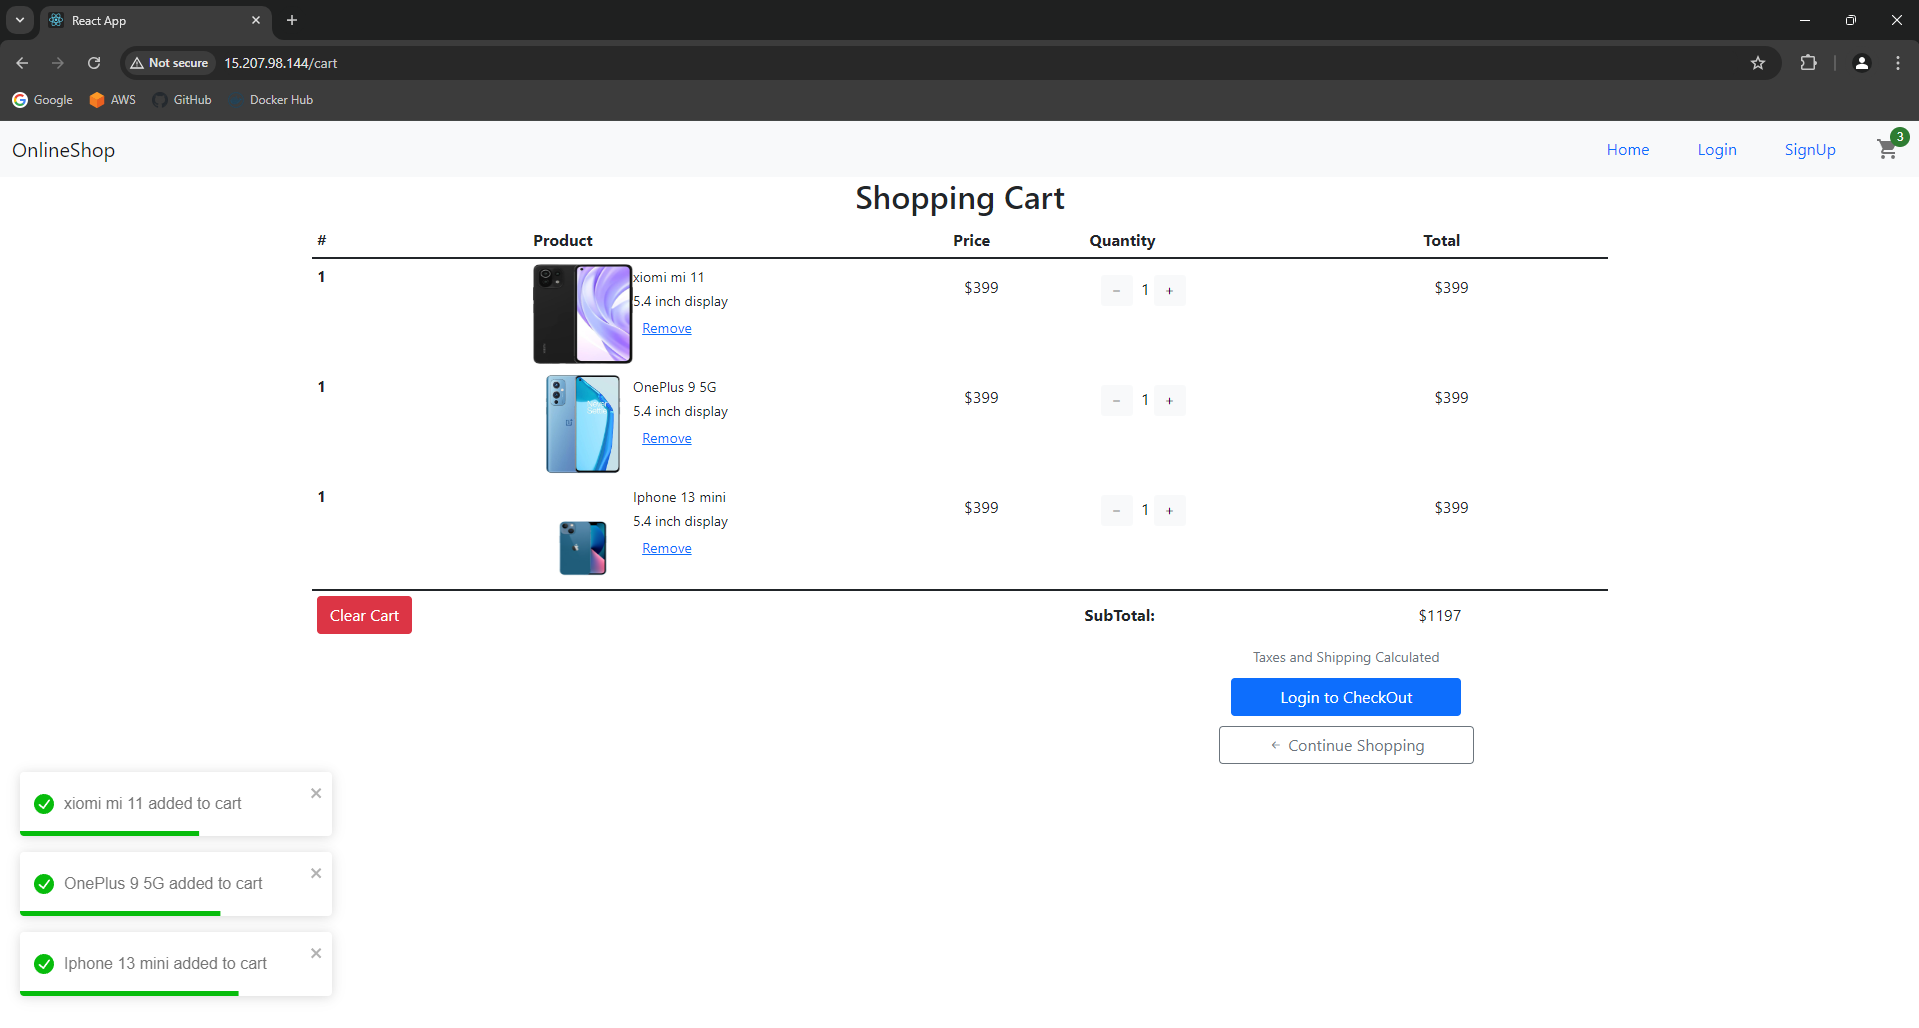 React App
Not secure
15.207.98.144/cart
Google AWS GitHub Docker Hub
OnlineShop
Home Login SignUp 3
Shopping Cart
# Product Price Quantity Total
1 xiomi mi 11 $399 − 1 + $399
5.4 inch display
Remove
1 OnePlus 9 5G $399 − 1 + $399
5.4 inch display
Remove
1 Iphone 13 mini $399 − 1 + $399
5.4 inch display
Remove
Clear Cart SubTotal: $1197
Taxes and Shipping Calculated
Login to CheckOut
← Continue Shopping
xiomi mi 11 added to cart
OnePlus 9 5G added to cart
Iphone 13 mini added to cart